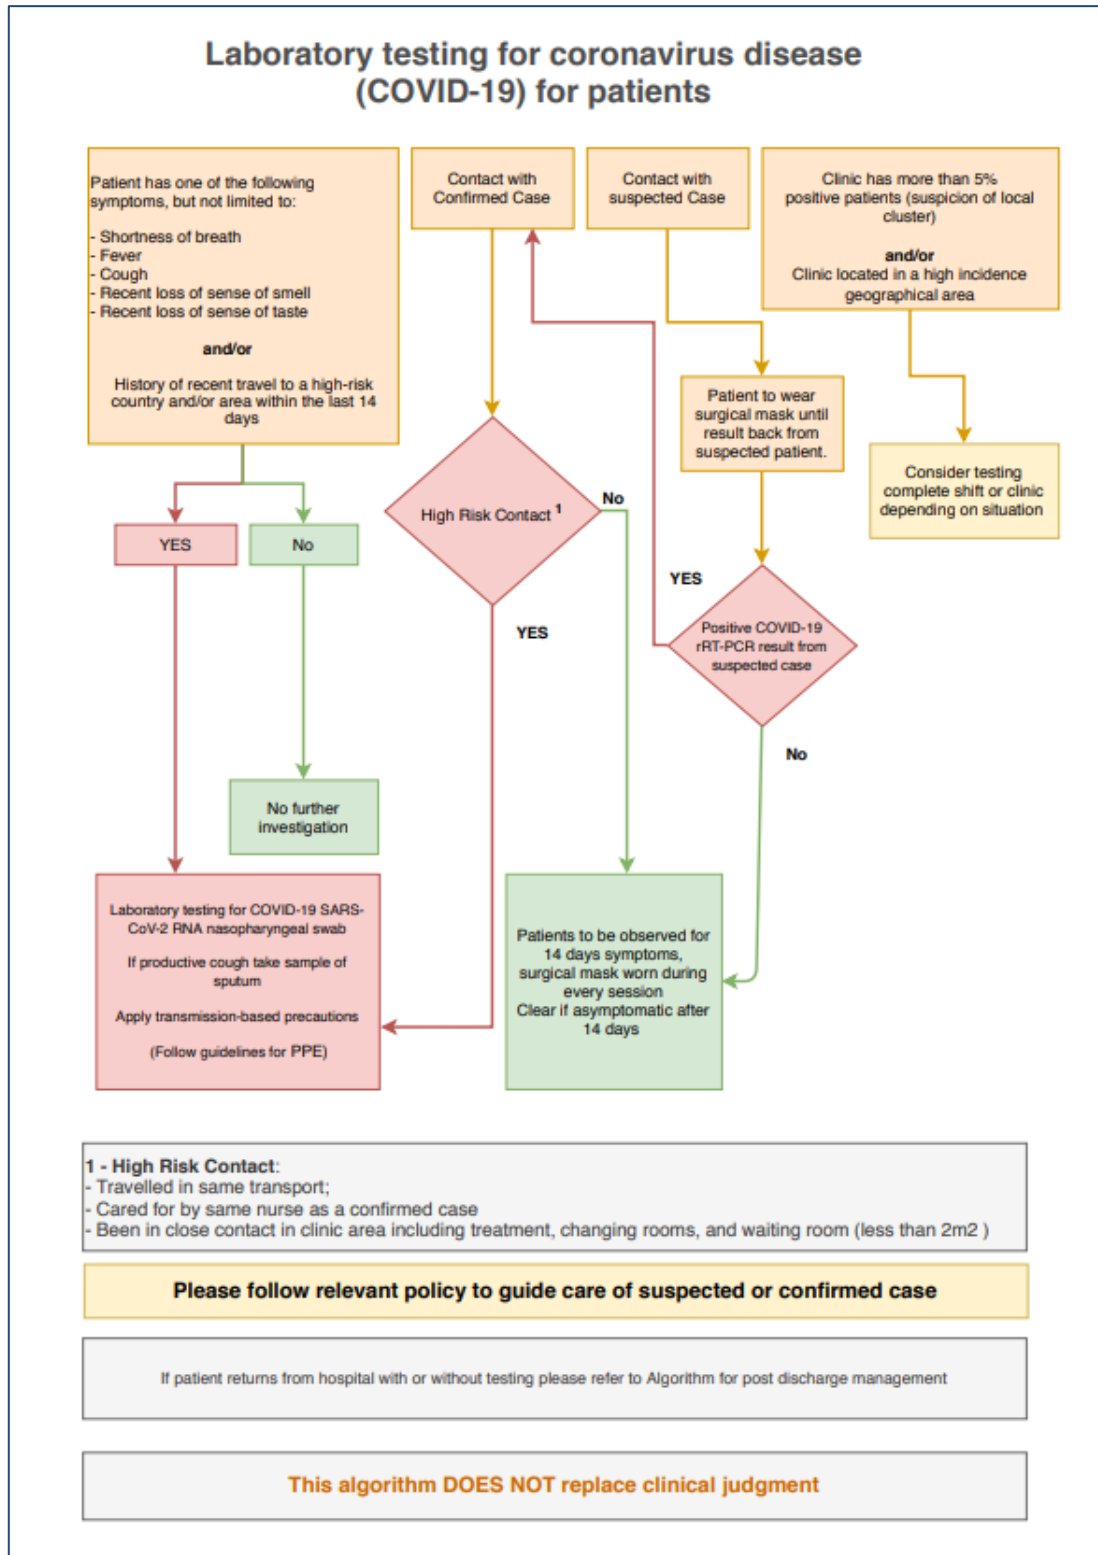 Laboratory testing for coronavirus disease
(COVID-19) for patients
Patient has one of the following
symptoms, but not limited to:
- Shortness of breath
- Fever
- Cough
- Recent loss of sense of smell
- Recent loss of sense of taste
and/or
History of recent travel to a high-risk
country and/or area within the last 14
days
Contact with
Confirmed Case
Contact with
suspected Case
Clinic has more than 5%
positive patients (suspicion of local
cluster)
and/or
Clinic located in a high incidence
geographical area
Patient to wear
surgical mask until
result back from
suspected patient.
Consider testing
complete shift or clinic
depending on situation
High Risk Contact 1
No
YES
No
YES
YES
Positive COVID-19
rRT-PCR result from
suspected case
No
No further
investigation
Laboratory testing for COVID-19 SARS-
CoV-2 RNA nasopharyngeal swab
If productive cough take sample of
sputum
Apply transmission-based precautions
(Follow guidelines for PPE)
Patients to be observed for
14 days symptoms,
surgical mask worn during
every session
Clear if asymptomatic after
14 days
1 - High Risk Contact:
- Travelled in same transport;
- Cared for by same nurse as a confirmed case
- Been in close contact in clinic area including treatment, changing rooms, and waiting room (less than 2m2 )
Please follow relevant policy to guide care of suspected or confirmed case
If patient returns from hospital with or without testing please refer to Algorithm for post discharge management
This algorithm DOES NOT replace clinical judgment